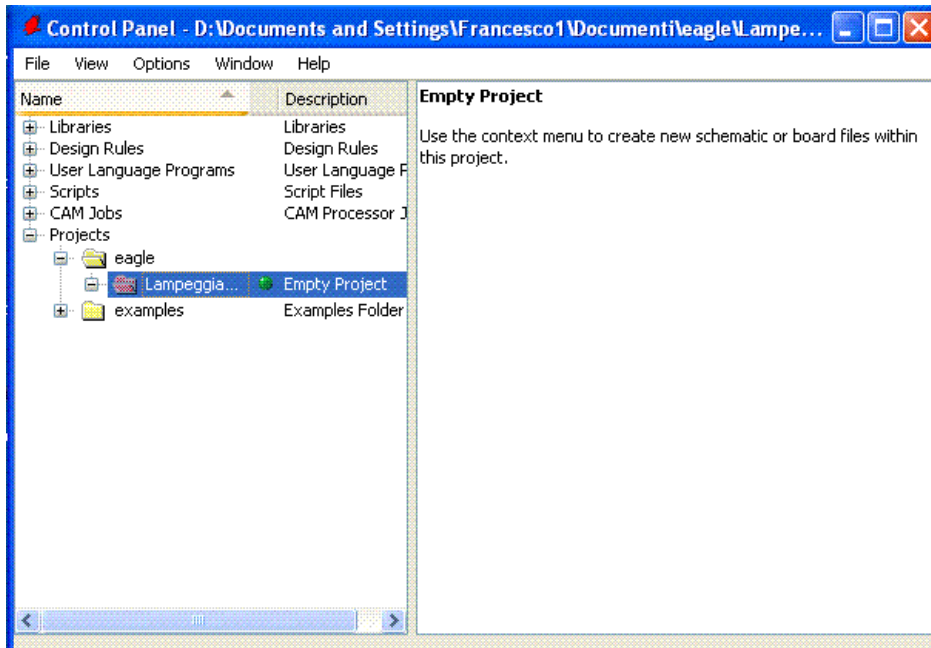 Control Panel - D:\Documents and Settings\Francesco1\Documenti\eagle\Lampe...
File View Options Window Help
Name Description
Libraries Libraries
Design Rules Design Rules
User Language Programs User Language P
Scripts Script Files
CAM Jobs CAM Processor J
Projects
eagle
Lampeggia... Empty Project
examples Examples Folder
Empty Project
Use the context menu to create new schematic or board files within
this project.